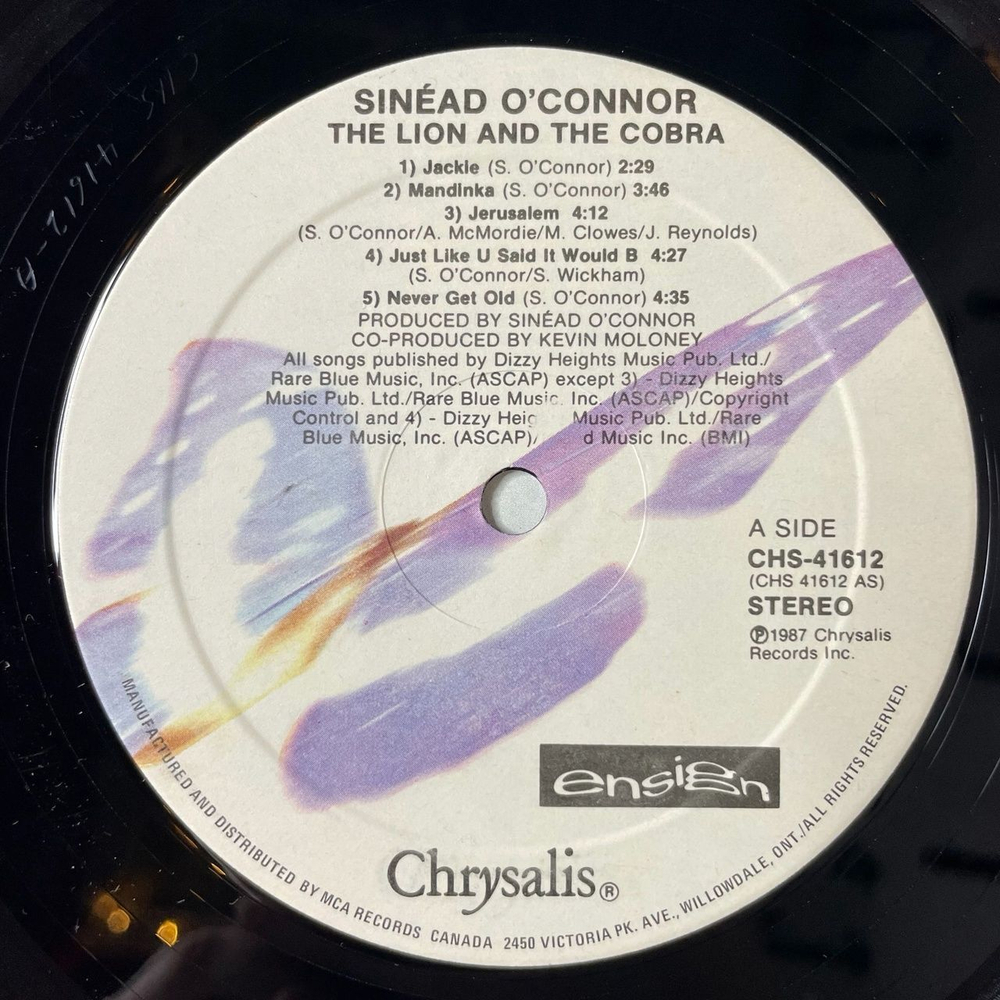 SINÉAD O'CONNOR
THE LION AND THE COBRA
1) Jackie (S. O'Connor) 2:29
2) Mandinka (S. O'Connor) 3:46
3) Jerusalem 4:12
(S. O'Connor/A. McMordie/M. Clowes/J. Reynolds)
4) Just Like U Said It Would B 4:27
(S. O'Connor/S. Wickham)
5) Never Get Old (S. O'Connor) 4:35
PRODUCED BY SINÉAD O'CONNOR
CO-PRODUCED BY KEVIN MOLONEY
All songs published by Dizzy Heights Music Pub. Ltd./
Rare Blue Music, Inc. (ASCAP) except 3) - Dizzy Heights
Music Pub. Ltd./Rare Blue Music. Inc. (ASCAP)/Copyright
Control and 4) - Dizzy Heig Music Pub. Ltd./Rare
Blue Music, Inc. (ASCAP)/ d Music Inc. (BMI)
A SIDE
CHS-41612
(CHS 41612 AS)
STEREO
Ⓟ1987 Chrysalis
Records Inc.
ensign
Chrysalis®
MANUFACTURED AND DISTRIBUTED BY MCA RECORDS CANADA 2450 VICTORIA PK. AVE., WILLOWDALE, ONT./ALL RIGHTS RESERVED.
CHS 41612-A